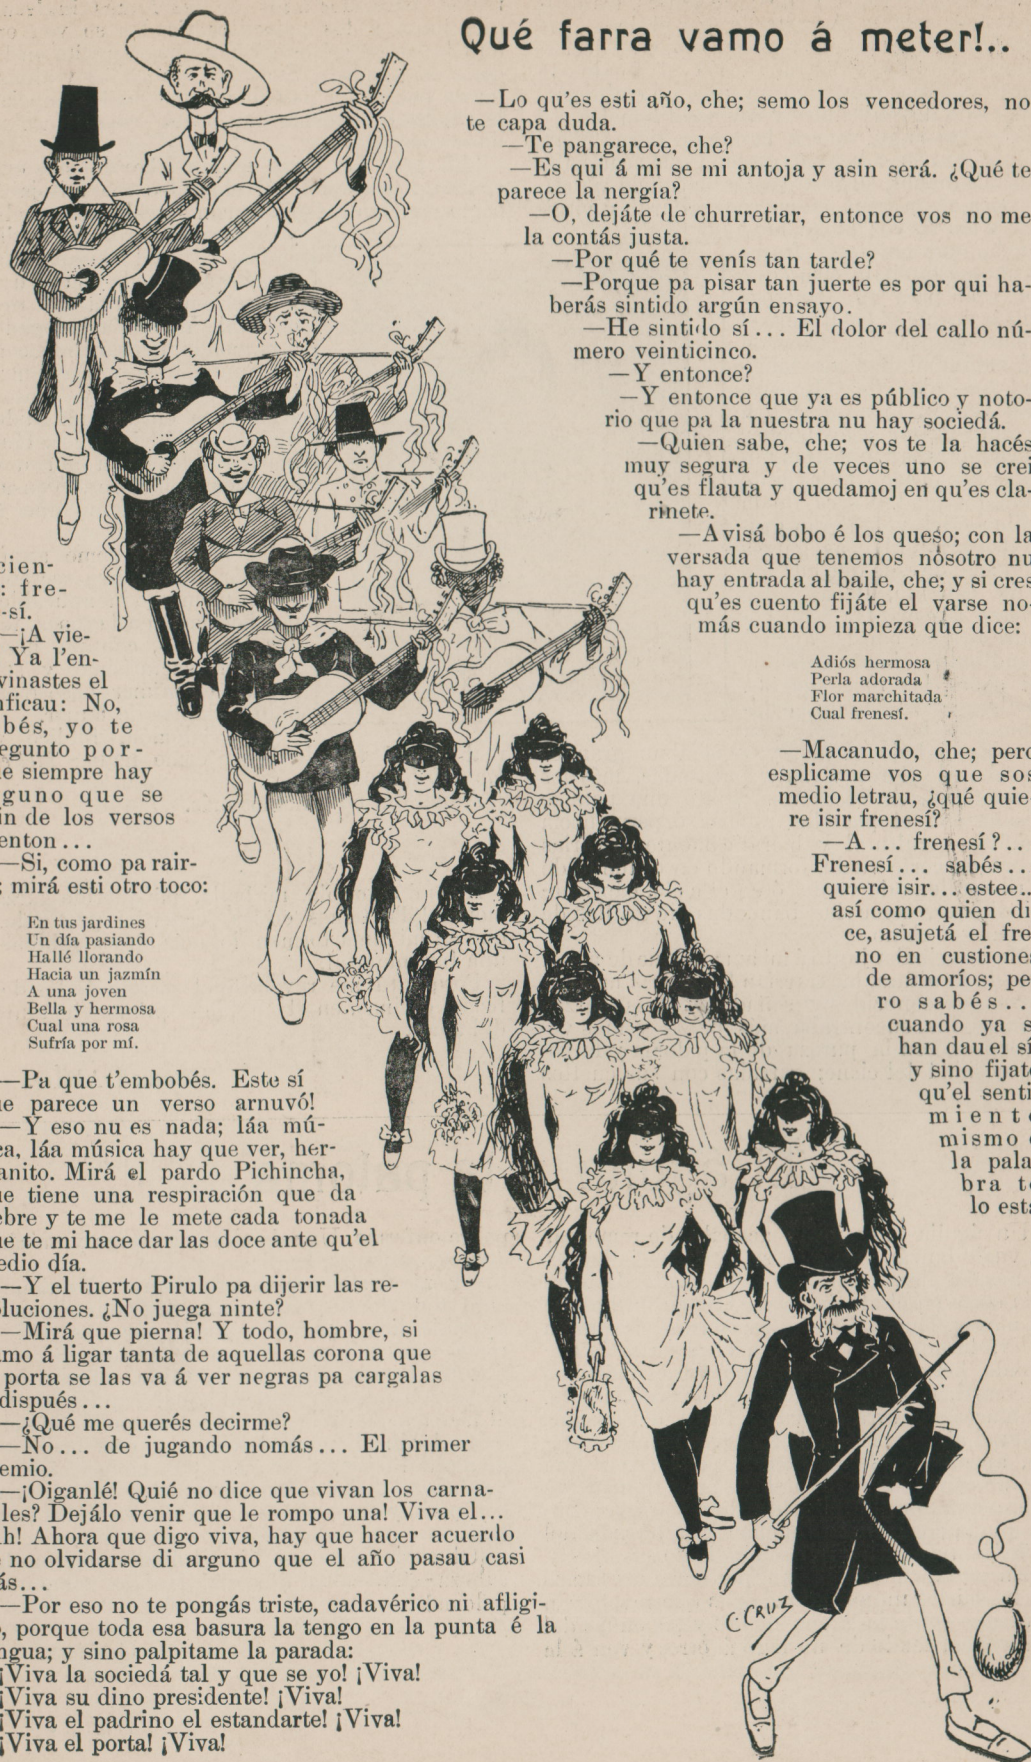 Qué farra vamo á meter!..
—Lo qu'es esti año, che; semo los vencedores, no
te capa duda.
—Te pangarece, che?
—Es qui á mi se mi antoja y asin será. ¿Qué te
parece la nergía?
—O, dejáte de churretiar, entonce vos no me
la contás justa.
—Por qué te venís tan tarde?
—Porque pa pisar tan juerte es por qui ha-
berás sintido argún ensayo.
—He sintido sí... El dolor del callo nú-
mero veinticinco.
—Y entonce?
—Y entonce que ya es público y noto-
rio que pa la nuestra nu hay sociedá.
—Quien sabe, che; vos te la hacés
muy segura y de veces uno se crei
qu'es flauta y quedamoj en qu'es cla-
rinete.
—Avisá bobo é los queso; con la
versada que tenemos nosotro nu
hay entrada al baile, che; y si cres
qu'es cuento fijáte el varse no-
más cuando impieza que dice:
Adiós hermosa
Perla adorada
Flor marchitada
Cual frenesí.
—Macanudo, che; pero
esplicame vos que sos
medio letrau, ¿qué quie
re isir frenesí?
—A... frenesí?..
Frenesí... sabés...
quiere isir... estee..
así como quien di
ce, asujetá el fre
no en custiones
de amoríos; pe
ro sabés...
cuando ya s
han dau el sí
y sino fijate
qu'el senti
miento
mismo
la pala
bra te
lo está
cien-
: fre-
-sí.
—¡A vie-
Ya l'en-
vinastes el
nficau: No,
bés, yo te
egunto por-
e siempre hay
guno que se
in de los versos
enton...
—Si, como pa rair-
; mirá esti otro toco:
En tus jardines
Un día pasiando
Hallé llorando
Hacia un jazmín
A una joven
Bella y hermosa
Cual una rosa
Sufría por mí.
—Pa que t'embobés. Este sí
ue parece un verso arnuvó!
—Y eso nu es nada; láa mú-
ca, láa música hay que ver, her-
anito. Mirá el pardo Pichincha,
ue tiene una respiración que da
ebre y te me le mete cada tonada
ue te mi hace dar las doce ante qu'el
edio día.
—Y el tuerto Pirulo pa dijerir las re-
oluciones. ¿No juega ninte?
—Mirá que pierna! Y todo, hombre, si
amo á ligar tanta de aquellas corona que
porta se las va á ver negras pa cargalas
dispués...
—¿Qué me querés decirme?
—No... de jugando nomás... El primer
emio.
—¡Oiganlé! Quié no dice que vivan los carna-
les? Dejálo venir que le rompo una! Viva el...
h! Ahora que digo viva, hay que hacer acuerdo
no olvidarse di arguno que el año pasau casi
ás...
—Por eso no te pongás triste, cadavérico ni afligi-
, porque toda esa basura la tengo en la punta é la
ngua; y sino palpitame la parada:
¡Viva la sociedá tal y que se yo! ¡Viva!
¡Viva su dino presidente! ¡Viva!
¡Viva el padrino el estandarte! ¡Viva!
¡Viva el porta! ¡Viva!
C. CRUZ